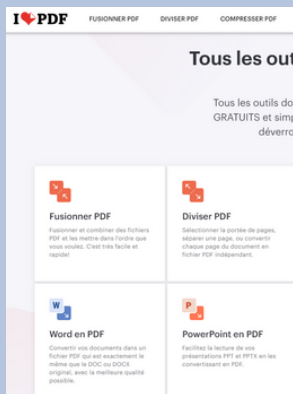 I PDF
FUSIONNER PDF
DIVISER PDF
COMPRESSER PDF
Tous les out
Tous les outils do
GRATUITS et simp
déverro
Fusionner PDF
Fusionner et combiner des fichiers
PDF et les mettre dans l'ordre que
vous voulez. C'est très facile et
rapide!
Diviser PDF
Sélectionner la portée de pages,
séparer une page, ou convertir
chaque page du document en
fichier PDF indépendant.
W
Word en PDF
Convertir vos documents dans un
fichier PDF qui est exactement le
même que le DOC ou DOCX
original, avec la meilleure qualité
possible.
P
PowerPoint en PDF
Facilitez la lecture de vos
présentations PPT et PPTX en les
convertissant en PDF.